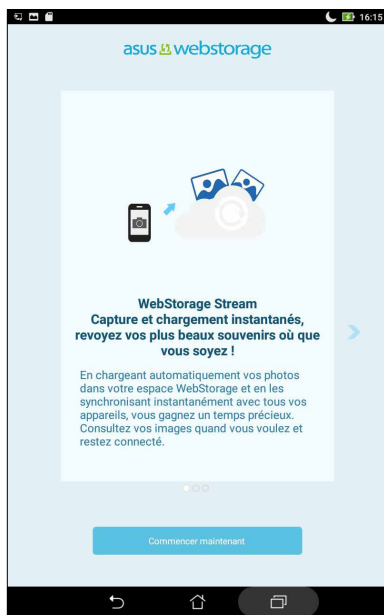 16:15
asus webstorage
WebStorage Stream
Capture et chargement instantanés,
revoyez vos plus beaux souvenirs où que
vous soyez !
En chargeant automatiquement vos photos
dans votre espace WebStorage et en les
synchronisant instantanément avec tous vos
appareils, vous gagnez un temps précieux.
Consultez vos images quand vous voulez et
restez connecté.
Commencer maintenant